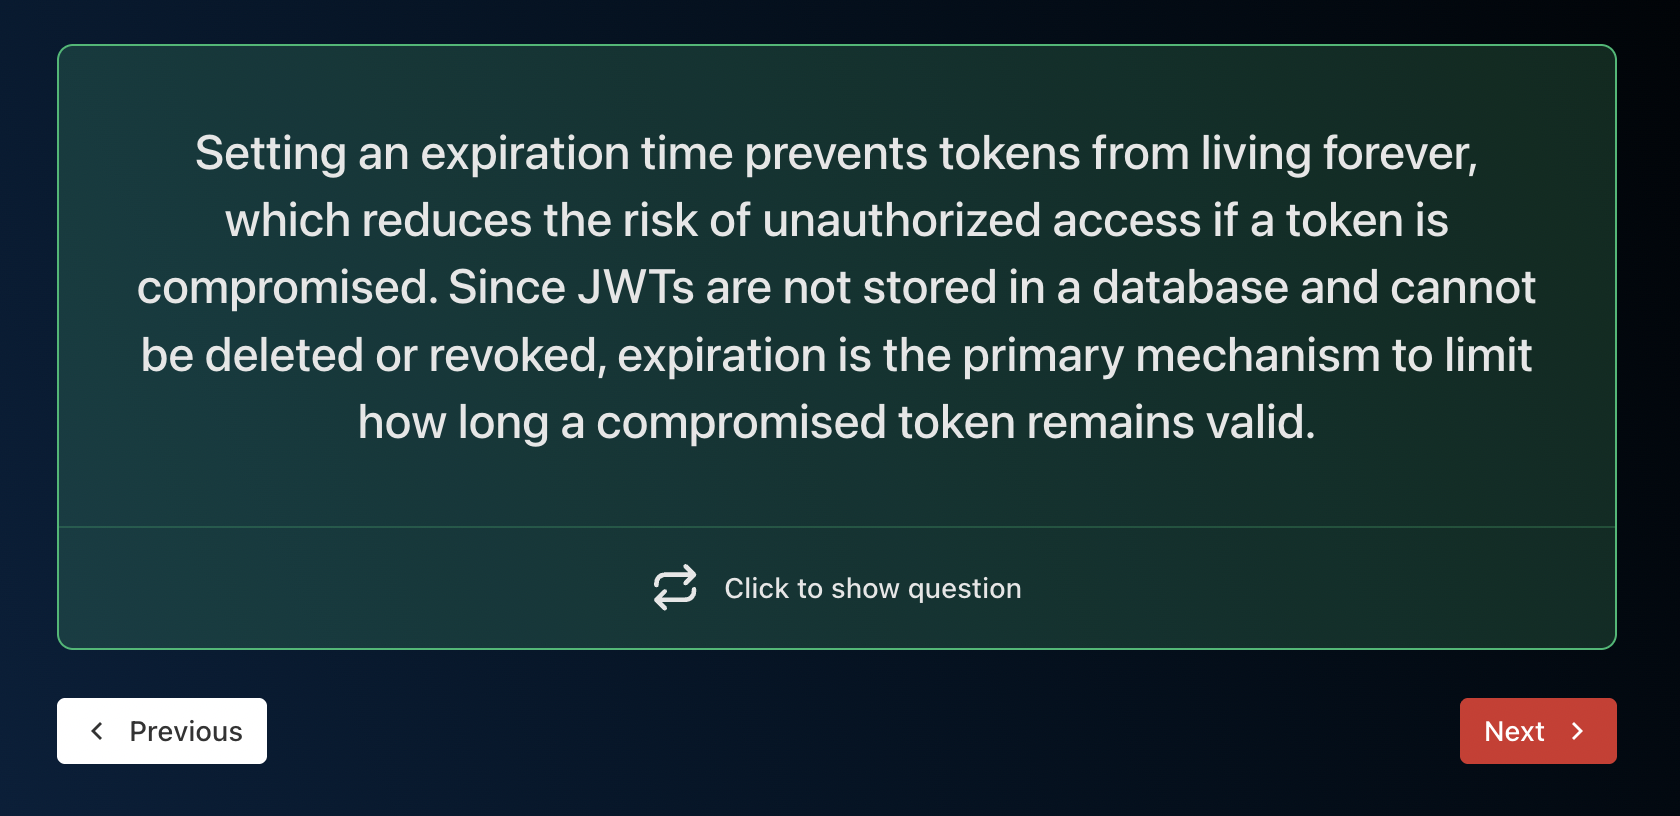 Setting an expiration time prevents tokens from living forever,
which reduces the risk of unauthorized access if a token is
compromised. Since JWTs are not stored in a database and cannot
be deleted or revoked, expiration is the primary mechanism to limit
how long a compromised token remains valid.
Click to show question
Previous
Next